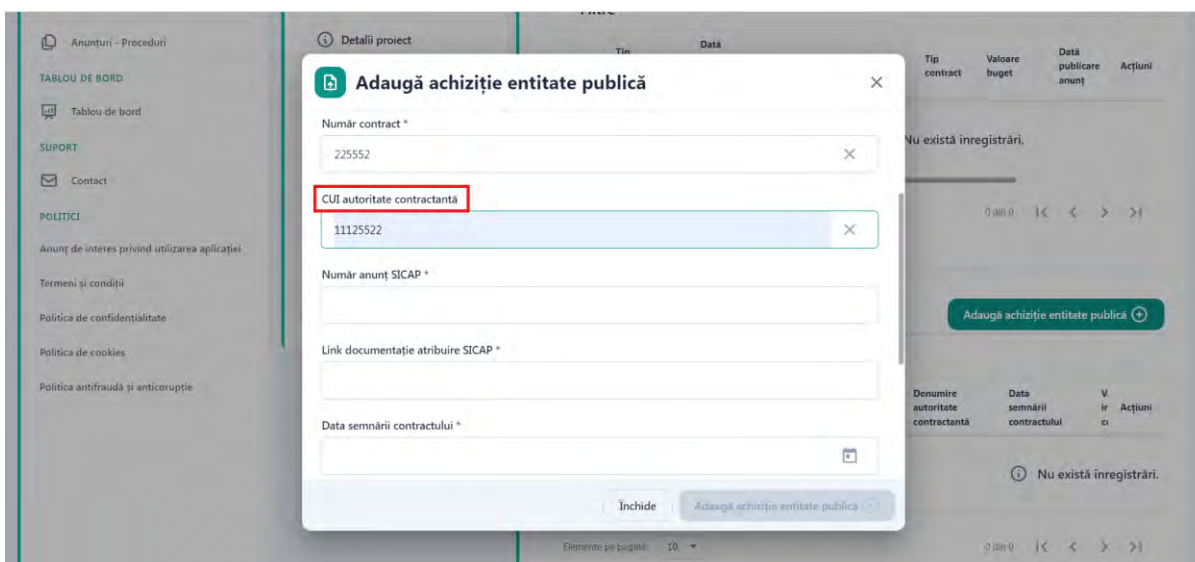 Anunțuri - Proceduri
TABLOU DE BORD
Tablou de bord
SUPORT
Contact
POLITICI
Anunț de interes privind utilizarea aplicației
Termeni și condiții
Politica de confidențialitate
Politica de cookies
Politica antifraudă și anticorupție
Detalii proiect
Filtre
Tip
Dată
Tip contract
Valoare buget
Dată publicare anunț
Acțiuni
Nu există înregistrări.
0 din 0
Adaugă achiziție entitate publică
Număr contract *
225552
CUI autoritate contractantă
11125522
Număr anunț SICAP *
Link documentație atribuire SICAP *
Data semnării contractului *
Închide
Adaugă achiziție entitate publică
Adaugă achiziție entitate publică
Denumire autoritate contractantă
Data semnării contractului
Acțiuni
Nu există înregistrări.
Elemente pe pagină: 10
0 din 0